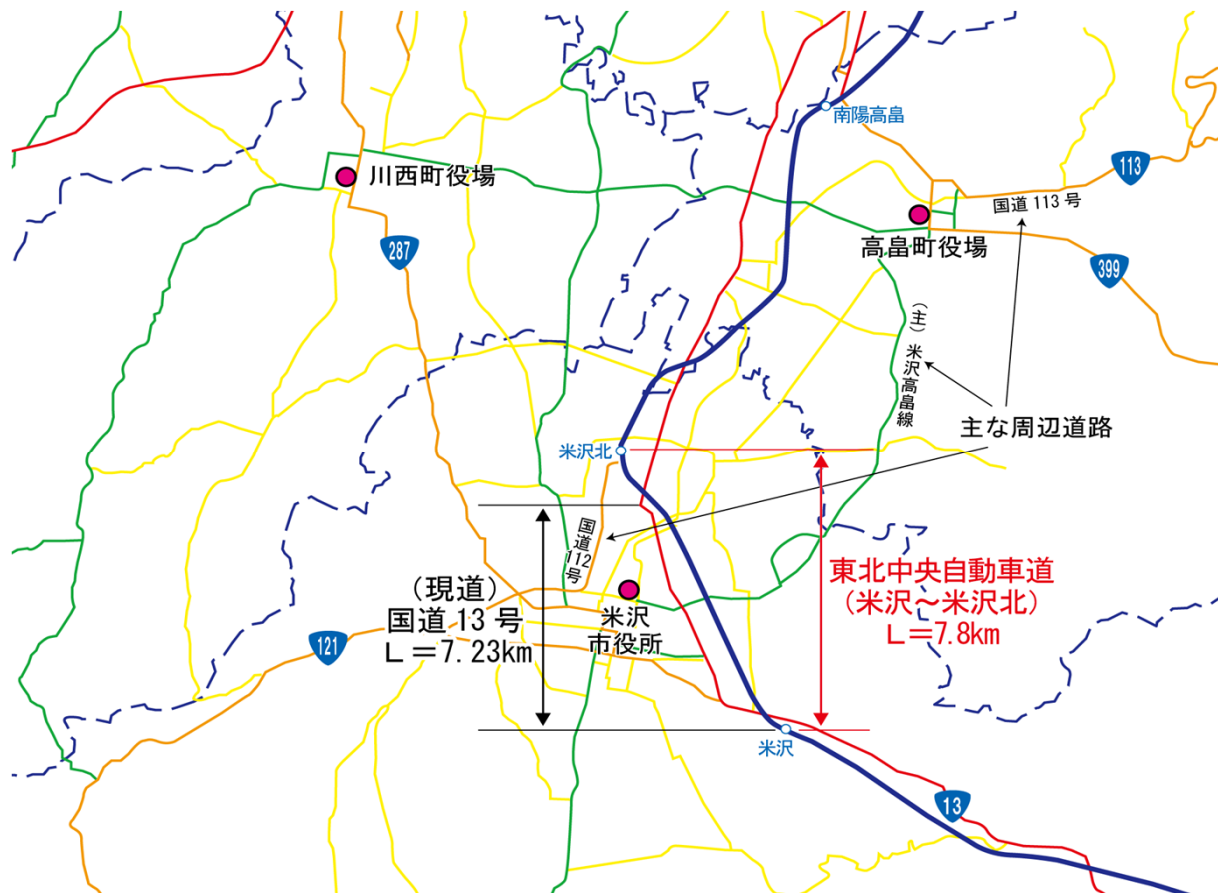 南陽高畠
川西町役場
113
国道 113 号
高畠町役場
287
399
(主) 米沢高畠線
主な周辺道路
米沢北
国道 112 号
東北中央自動車道
(米沢～米沢北)
L=7.8km
(現道)
国道 13 号
L=7.23km
米沢
市役所
121
米沢
13